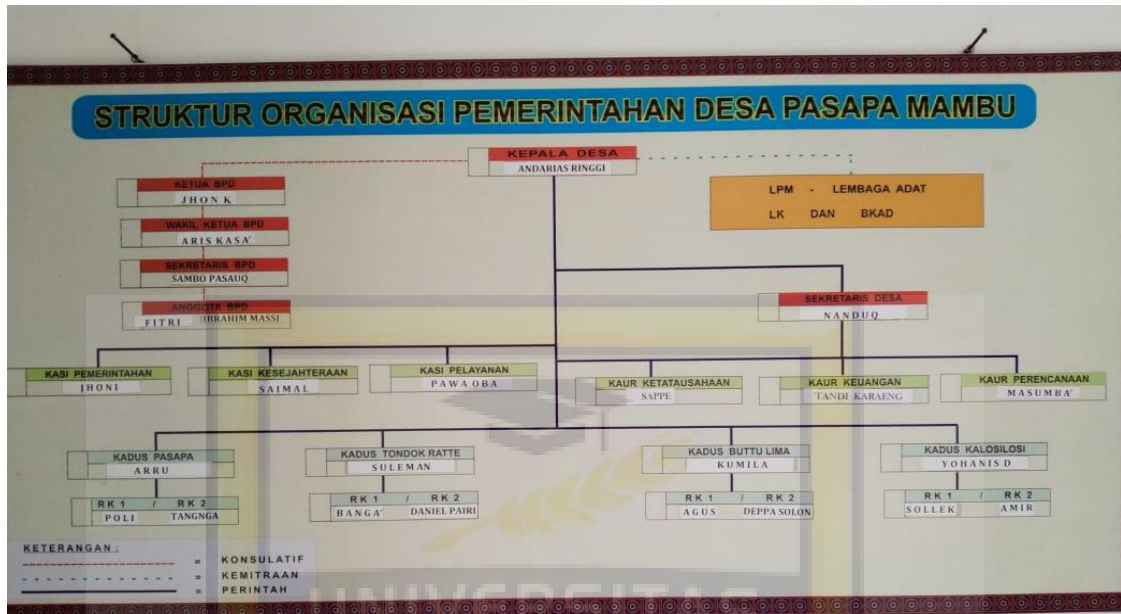 STRUKTUR ORGANISASI PEMERINTAHAN DESA PASAPA MAMBU
KEPALA DESA
ANDARIAS RINGGI
KETUA BPD
JHON K
WAKIL KETUA BPD
ARIS KASA'
SEKRETARIS BPD
SAMBO PASAUQ
ANGGOTA BPD
FITRI IBRAHIM MASSI
LPM - LEMBAGA ADAT
LK DAN BKAD
SEKRETARIS DESA
NANDUQ
KASI PEMERINTAHAN
JHONI
KASI KESEJAHTERAAN
SAIMAL
KASI PELAYANAN
PAWA OBA
KAUR KETATAUSAHAAN
SAPPE
KAUR KEUANGAN
TANDI KARAENG
KAUR PERENCANAAN
MASUMBA'
KADUS PASAPA
ARRU
RK 1 / RK 2
POLI TANGNGA
KADUS TONDOK RATTE
SULEMAN
RK 1 / RK 2
BANGA' DANIEL PAIRI
KADUS BUTTU LIMA
KUMILA
RK 1 / RK 2
AGUS DEPPA SOLON
KADUS KALOSILOSI
YOHANIS D
RK 1 / RK 2
SOLLEK AMIR
KETERANGAN :
= KONSULATIF
= KEMITRAAN
= PERINTAH
UNIVERSITAS